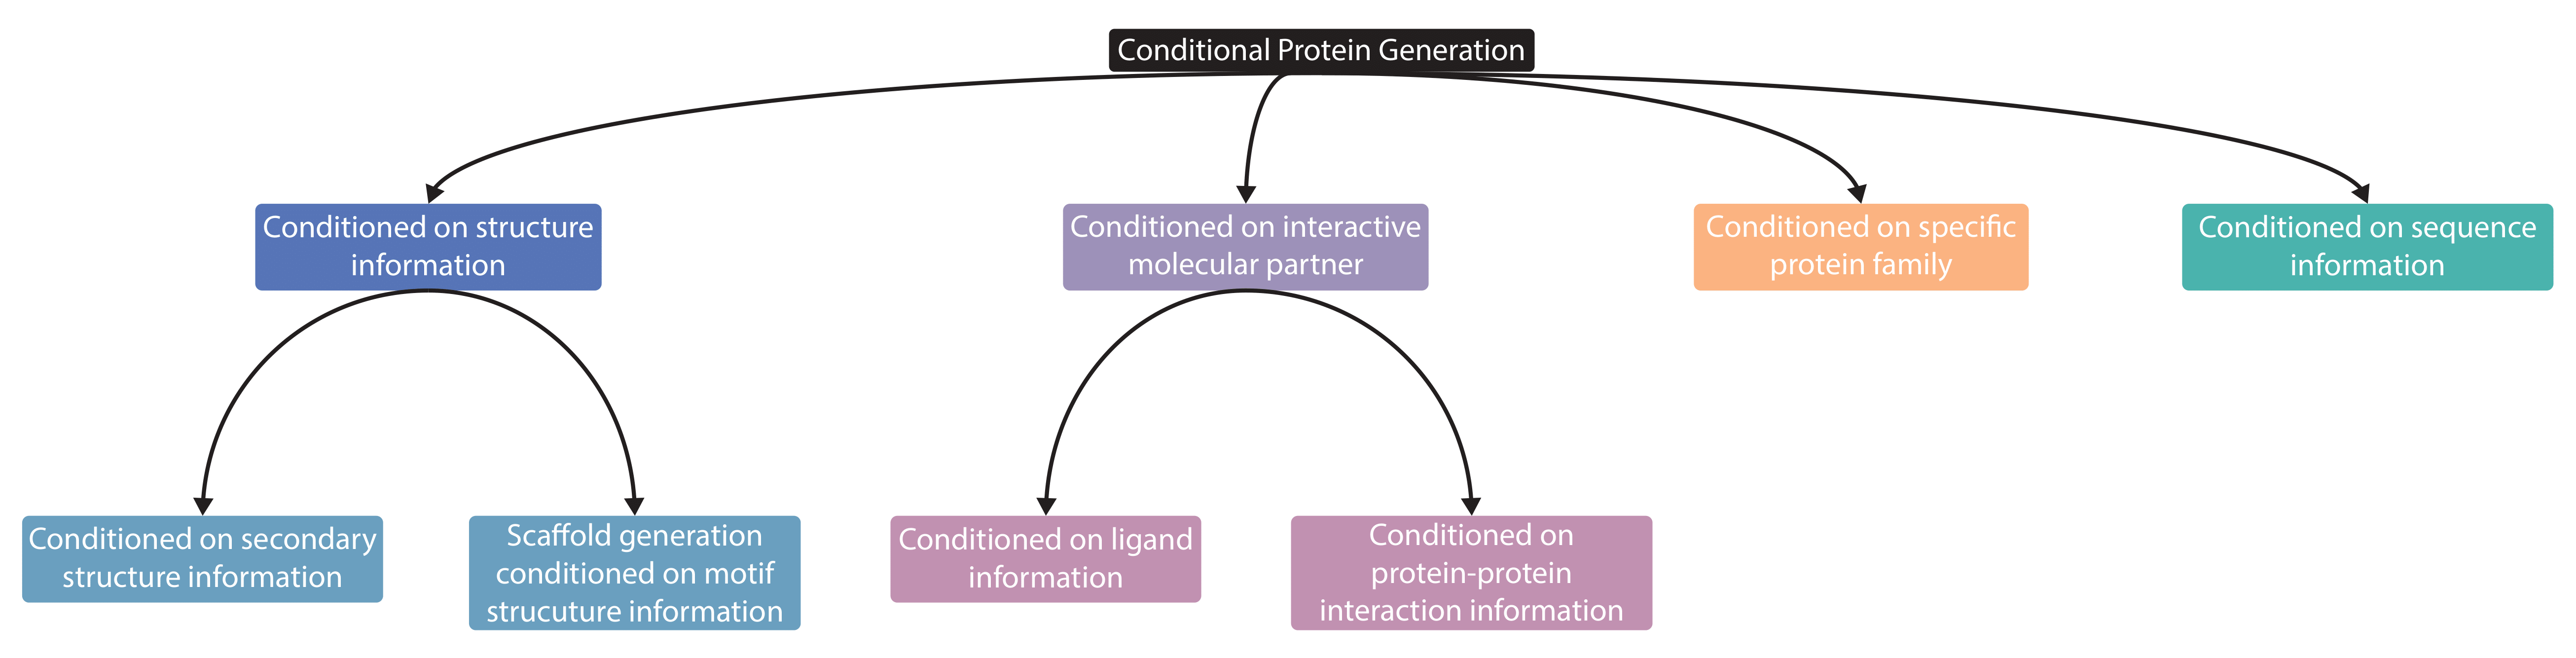 Conditional Protein Generation
Conditioned on structure
information
Conditioned on interactive
molecular partner
Conditioned on specific
protein family
Conditioned on sequence
information
Conditioned on secondary
structure information
Scaffold generation
conditioned on motif
strucuture information
Conditioned on ligand
information
Conditioned on
protein-protein
interaction information